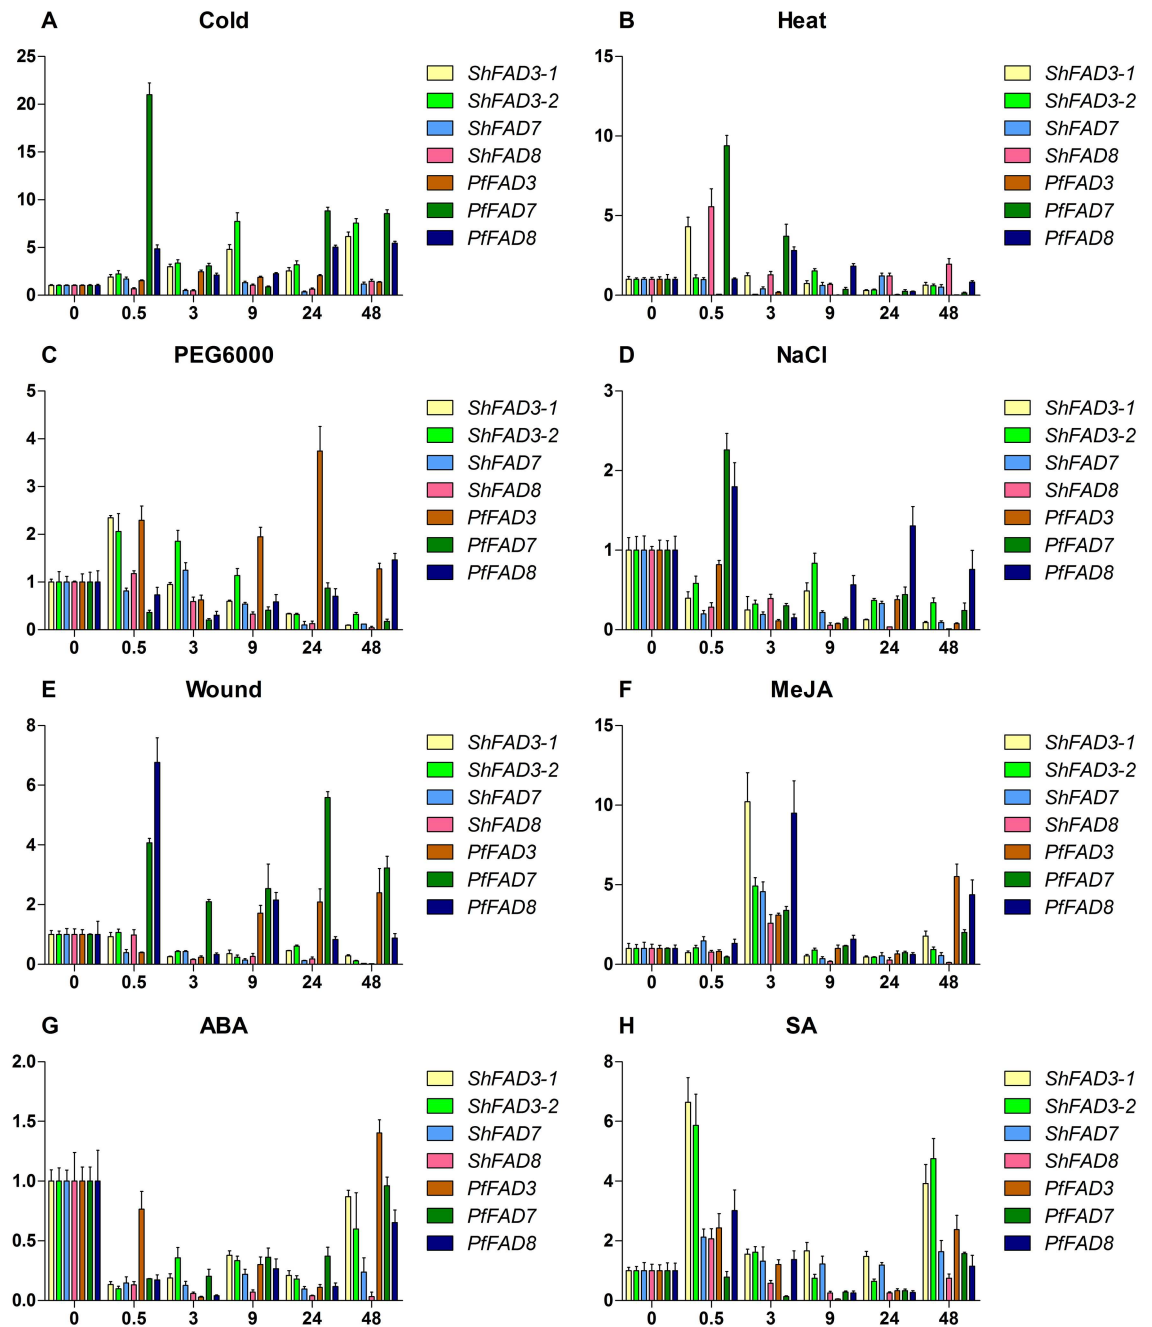 A Cold
25
20
15
10
5
0
0 0.5 3 9 24 48
ShFAD3-1
ShFAD3-2
ShFAD7
ShFAD8
PfFAD3
PfFAD7
PfFAD8
B Heat
15
10
5
0
0 0.5 3 9 24 48
ShFAD3-1
ShFAD3-2
ShFAD7
ShFAD8
PfFAD3
PfFAD7
PfFAD8
C PEG6000
5
4
3
2
1
0
0 0.5 3 9 24 48
ShFAD3-1
ShFAD3-2
ShFAD7
ShFAD8
PfFAD3
PfFAD7
PfFAD8
D NaCl
3
2
1
0
0 0.5 3 9 24 48
ShFAD3-1
ShFAD3-2
ShFAD7
ShFAD8
PfFAD3
PfFAD7
PfFAD8
E Wound
8
6
4
2
0
0 0.5 3 9 24 48
ShFAD3-1
ShFAD3-2
ShFAD7
ShFAD8
PfFAD3
PfFAD7
PfFAD8
F MeJA
15
10
5
0
0 0.5 3 9 24 48
ShFAD3-1
ShFAD3-2
ShFAD7
ShFAD8
PfFAD3
PfFAD7
PfFAD8
G ABA
2.0
1.5
1.0
0.5
0.0
0 0.5 3 9 24 48
ShFAD3-1
ShFAD3-2
ShFAD7
ShFAD8
PfFAD3
PfFAD7
PfFAD8
H SA
8
6
4
2
0
0 0.5 3 9 24 48
ShFAD3-1
ShFAD3-2
ShFAD7
ShFAD8
PfFAD3
PfFAD7
PfFAD8